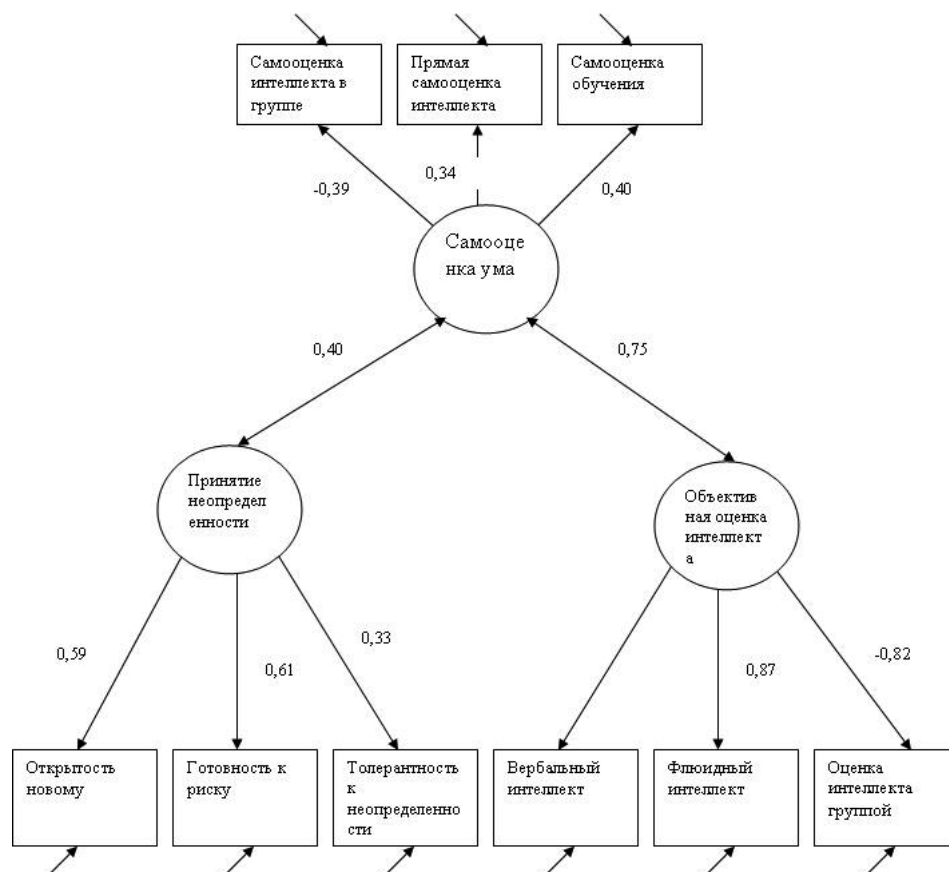 Самооценка
интеллекта в
группе
Прямая
самооценка
интеллекта
Самооценка
обучения
-0,39
0,34
0,40
Самооце
нка ума
0,40
0,75
Принятие
неопредел
енности
Объектив
ная оценка
интеллект
а
0,59
0,61
0,33
0,87
-0,82
Открытость
новому
Готовность к
риску
Толерантность
к
неопределенно
сти
Вербальный
интеллект
Флюидный
интеллект
Оценка
интеллекта
группой